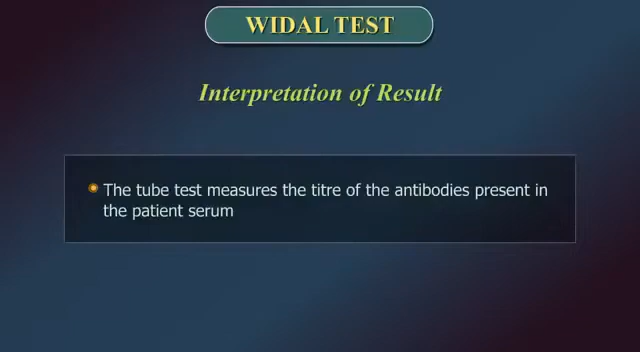 WIDAL TEST
Interpretation of Result
The tube test measures the titre of the antibodies present in
the patient serum